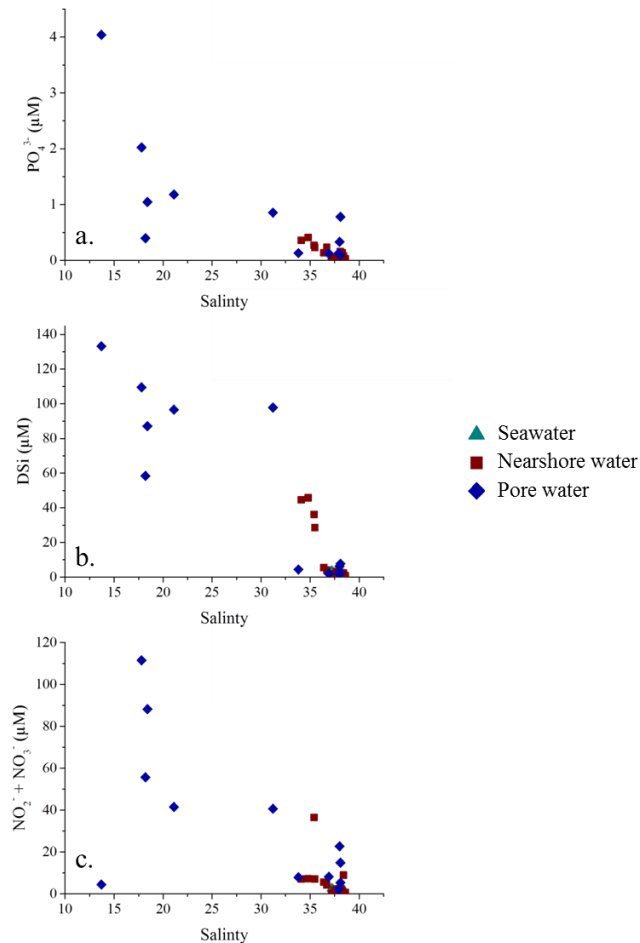 4
3
2
1
0
PO₄³⁻ (µM)
a.
10 15 20 25 30 35 40
Salinty
140
120
100
80
60
40
20
0
DSi (µM)
b.
10 15 20 25 30 35 40
Salinty
Seawater
Nearshore water
Pore water
120
100
80
60
40
20
0
NO₂⁻ + NO₃⁻ (µM)
c.
10 15 20 25 30 35 40
Salinty